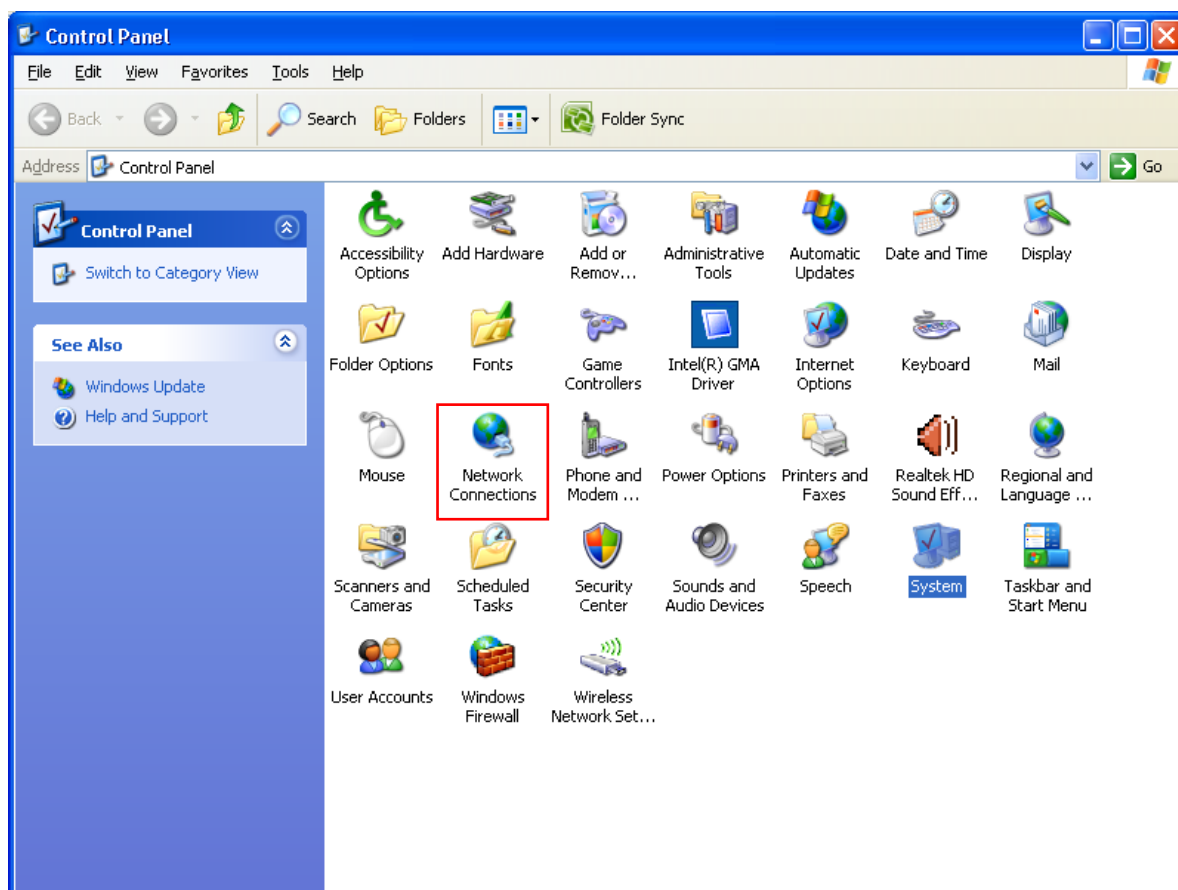 Control Panel
File Edit View Favorites Tools Help
Back Search Folders Folder Sync
Address Control Panel Go
Control Panel
Switch to Category View
See Also
Windows Update
Help and Support
Accessibility Options
Add Hardware
Add or Remov...
Administrative Tools
Automatic Updates
Date and Time
Display
Folder Options
Fonts
Game Controllers
Intel(R) GMA Driver
Internet Options
Keyboard
Mail
Mouse
Network Connections
Phone and Modem ...
Power Options
Printers and Faxes
Realtek HD Sound Eff...
Regional and Language ...
Scanners and Cameras
Scheduled Tasks
Security Center
Sounds and Audio Devices
Speech
System
Taskbar and Start Menu
User Accounts
Windows Firewall
Wireless Network Set...